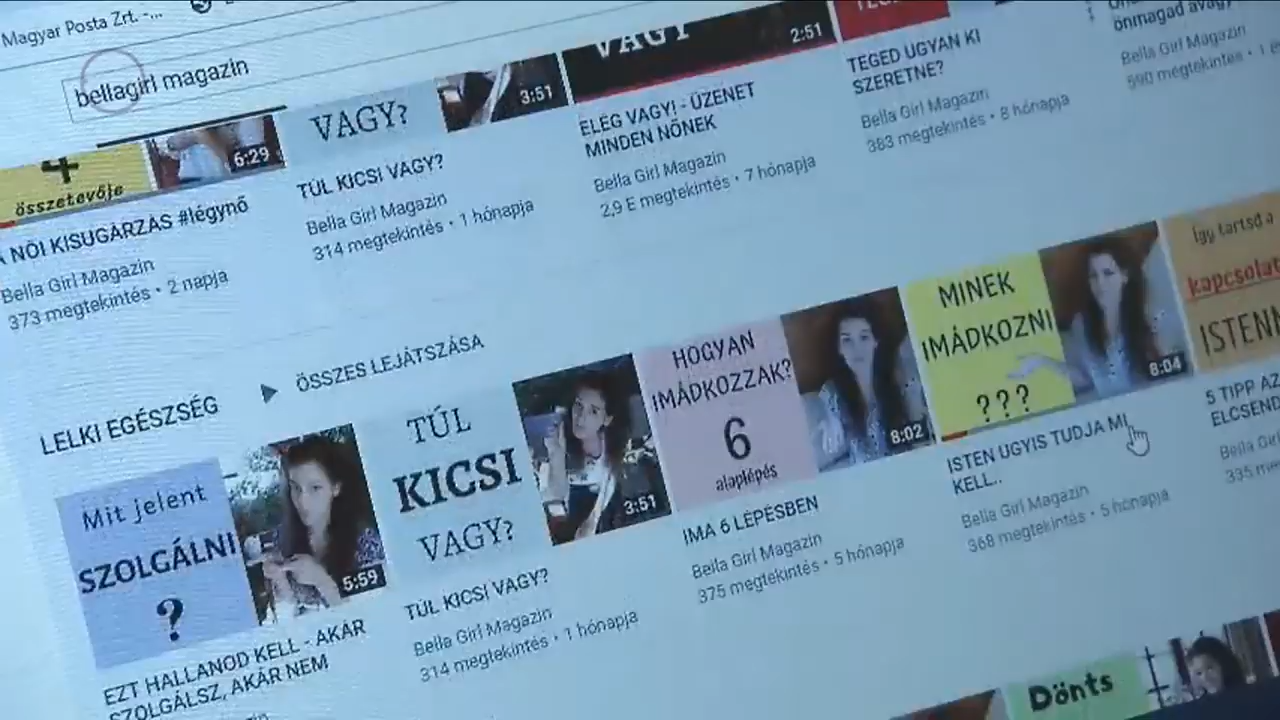 Magyar Posta Zrt. -...
bellagirl magazin
4
összetevője
6:29
A NŐI KISUGÁRZÁS #légynő
Bella Girl Magazin
373 megtekintés • 2 napja
VAGY?
3:51
TÚL KICSI VAGY?
Bella Girl Magazin
314 megtekintés • 1 hónapja
VAGY
2:51
ELÉG VAGY! - ÜZENET
MINDEN NŐNEK
Bella Girl Magazin
2,9 E megtekintés • 7 hónapja
TEGED UGYAN KI
SZERETNE?
Bella Girl Magazin
383 megtekintés • 8 hónapja
önmagad avagy
Bella Girl Magazin
590 megtekintés
LELKI EGÉSZSÉG
ÖSSZES LEJÁTSZÁSA
Mit jelent
SZOLGÁLNI
?
5:59
EZT HALLANOD KELL - AKÁR
SZOLGÁLSZ, AKÁR NEM
TÚL
KICSI
VAGY?
3:51
TÚL KICSI VAGY?
Bella Girl Magazin
314 megtekintés • 1 hónapja
HOGYAN
IMÁDKOZZAK?
6
alaplépés
8:02
IMA 6 LÉPÉSBEN
Bella Girl Magazin
375 megtekintés • 5 hónapja
MINEK
IMÁDKOZNI
???
8:04
ISTEN UGYIS TUDJA MI
KELL..
Bella Girl Magazin
368 megtekintés • 5 hónapja
Így tartsd a
kapcsolat
ISTENN
5 TIPP AZ
ELCSEND
Bella Gi
335 me
Dönts